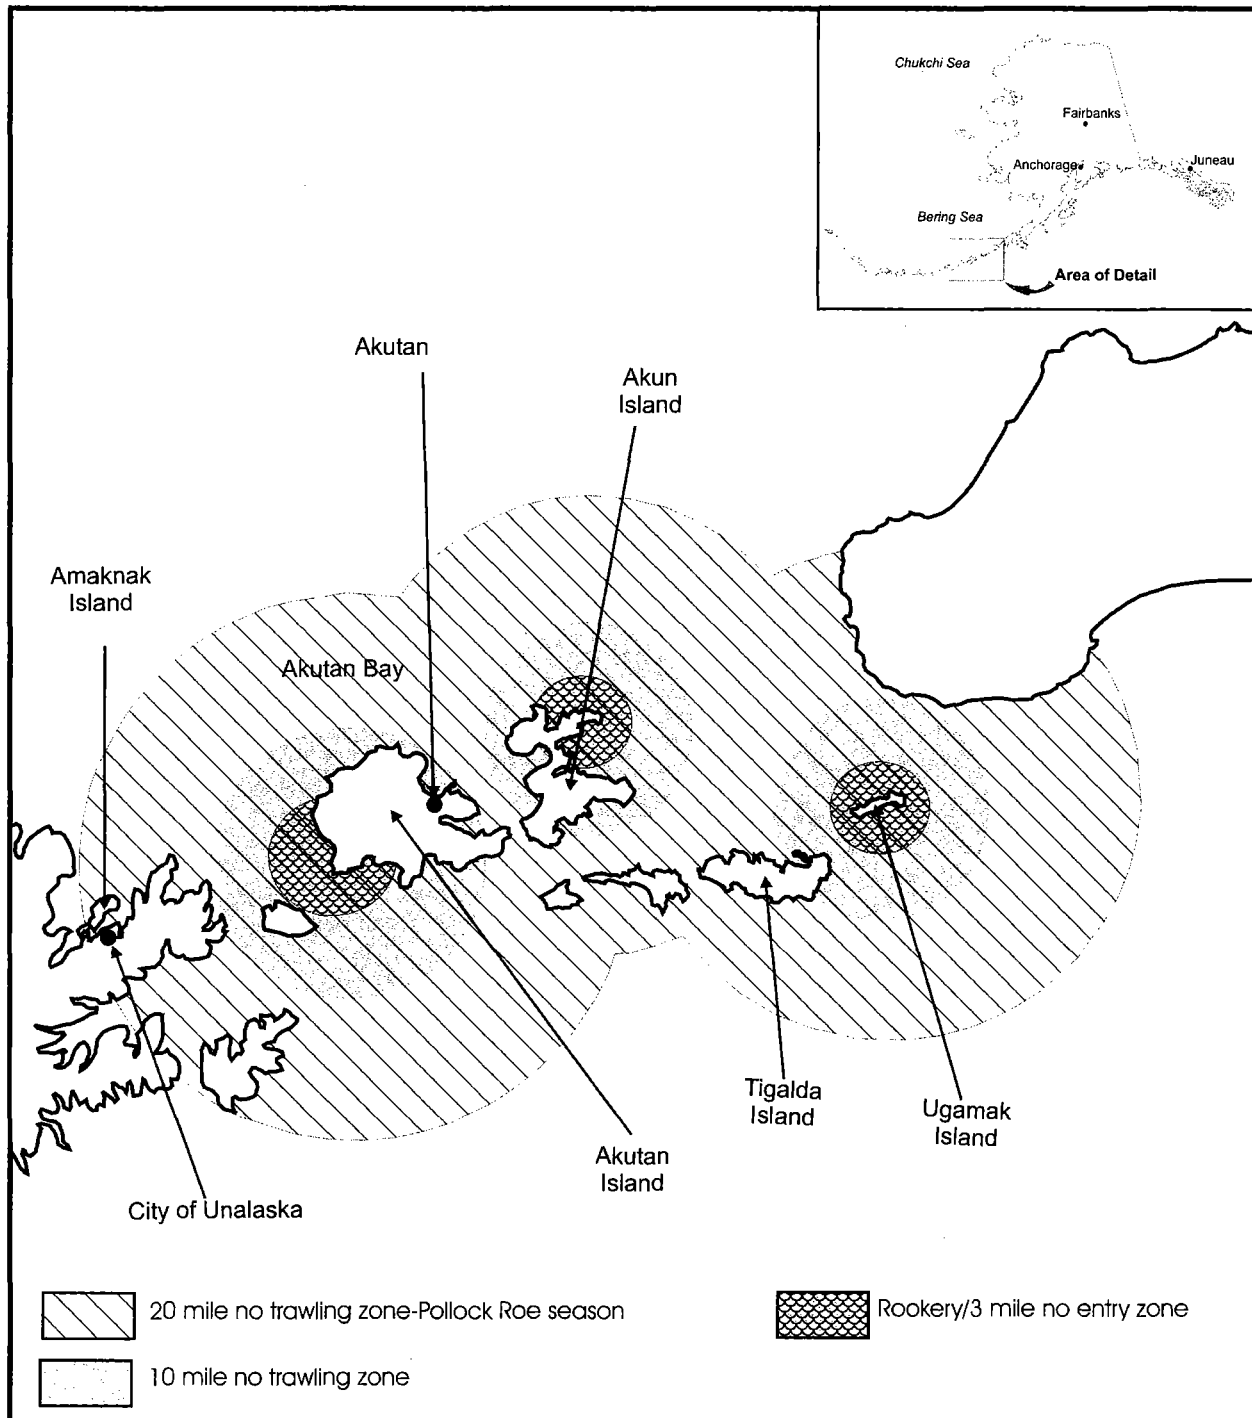 Chukchi Sea
Fairbanks
Anchorage
Juneau
Bering Sea
Area of Detail
Akutan
Akun
Island
Amaknak
Island
Akutan Bay
Tigalda
Island
Ugamak
Island
Akutan
Island
City of Unalaska
20 mile no trawling zone-Pollock Roe season
Rookery/3 mile no entry zone
10 mile no trawling zone